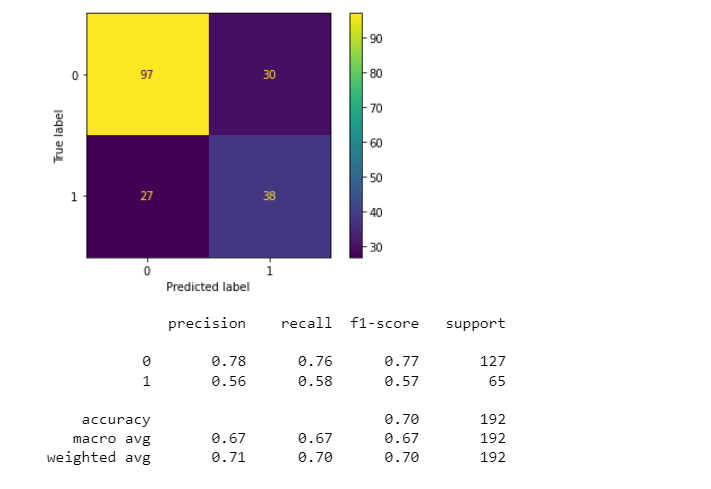 90
97
30
0
80
70
True label
60
50
27
38
1
40
30
0
1
Predicted label
precision recall f1-score support
0 0.78 0.76 0.77 127
1 0.56 0.58 0.57 65
accuracy 0.70 192
macro avg 0.67 0.67 0.67 192
weighted avg 0.71 0.70 0.70 192